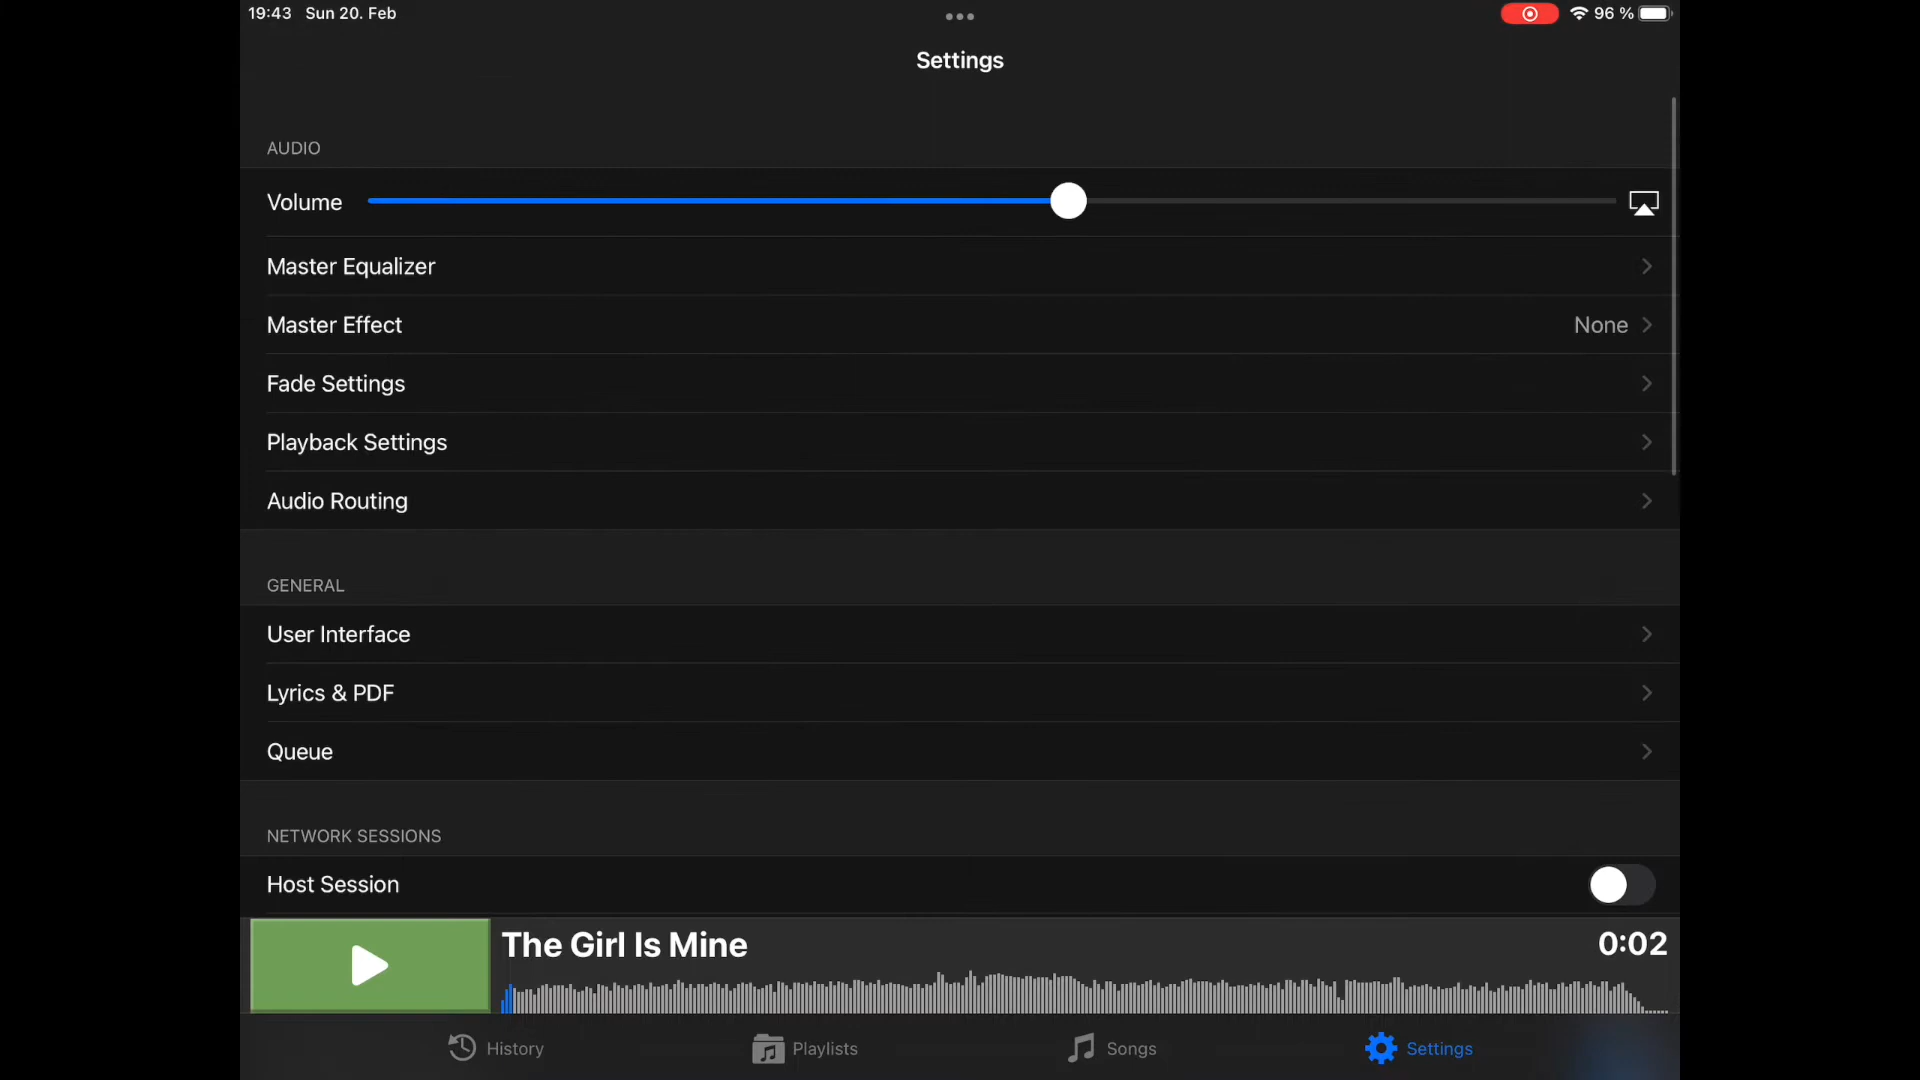 19:43 Sun 20. Feb
96 %
Settings
AUDIO
Volume
Master Equalizer
Master Effect None
Fade Settings
Playback Settings
Audio Routing
GENERAL
User Interface
Lyrics & PDF
Queue
NETWORK SESSIONS
Host Session
The Girl Is Mine 0:02
History Playlists Songs Settings